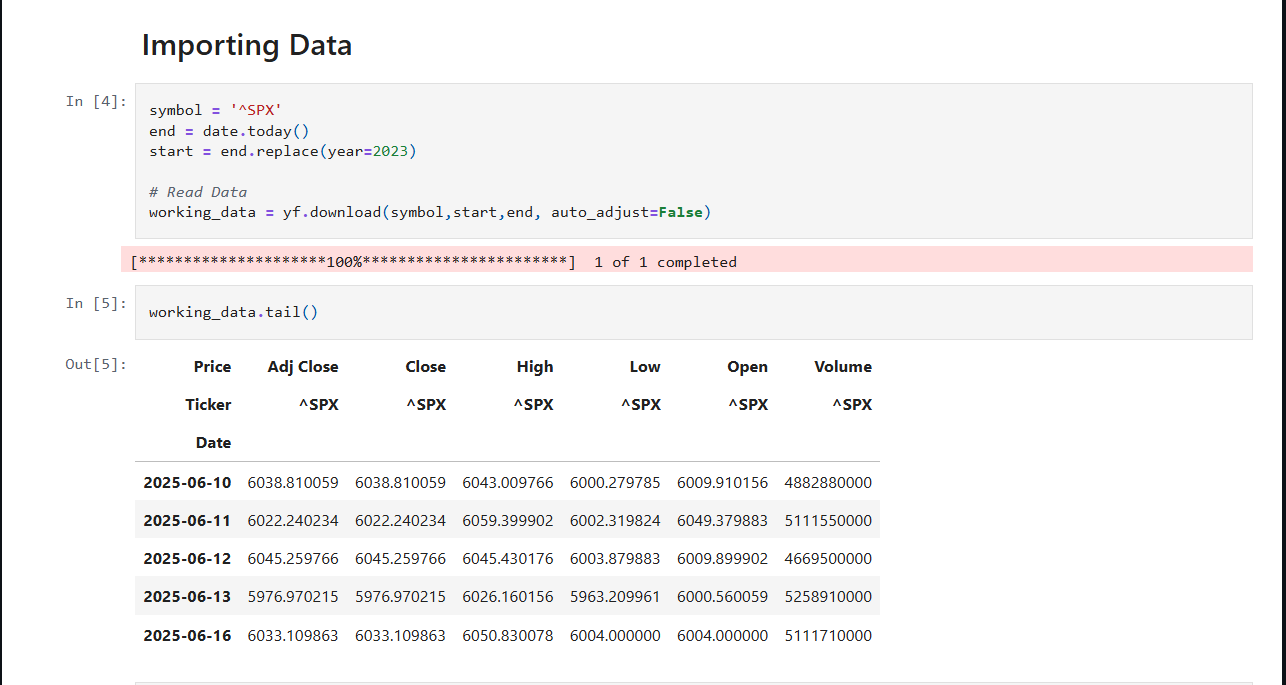 Importing Data
In [4]:
symbol = '^SPX'
end = date.today()
start = end.replace(year=2023)
# Read Data
working_data = yf.download(symbol,start,end, auto_adjust=False)
[*********************100%***********************]  1 of 1 completed
In [5]:
working_data.tail()
Out[5]:
Price Adj Close Close High Low Open Volume
Ticker ^SPX ^SPX ^SPX ^SPX ^SPX ^SPX
Date
2025-06-10 6038.810059 6038.810059 6043.009766 6000.279785 6009.910156 4882880000
2025-06-11 6022.240234 6022.240234 6059.399902 6002.319824 6049.379883 5111550000
2025-06-12 6045.259766 6045.259766 6045.430176 6003.879883 6009.899902 4669500000
2025-06-13 5976.970215 5976.970215 6026.160156 5963.209961 6000.560059 5258910000
2025-06-16 6033.109863 6033.109863 6050.830078 6004.000000 6004.000000 5111710000